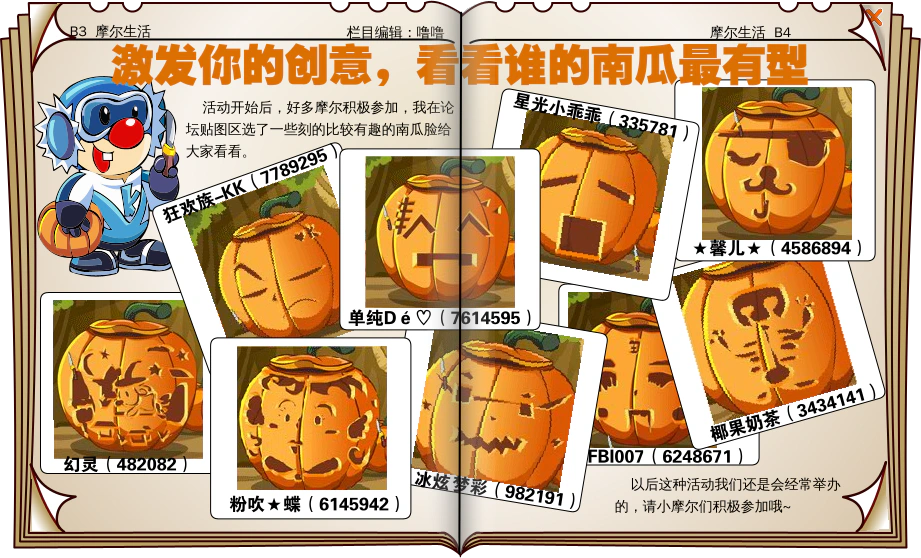 B3 摩尔生活
栏目编辑：噜噜
摩尔生活 B4
激发你的创意，看看谁的南瓜最有型
活动开始后，好多摩尔积极参加，我在论
坛贴图区选了一些刻的比较有趣的南瓜脸给
大家看看。
狂欢族-KK（7789295）
单纯Dé♡（7614595）
星光小乖乖（335781）
★馨儿★（4586894）
幻灵（482082）
粉吹★蝶（6145942）
冰炫梦彩（982191）
FBI007（6248671）
椰果奶茶（3434141）
以后这种活动我们还是会经常举办
的，请小摩尔们积极参加哦~